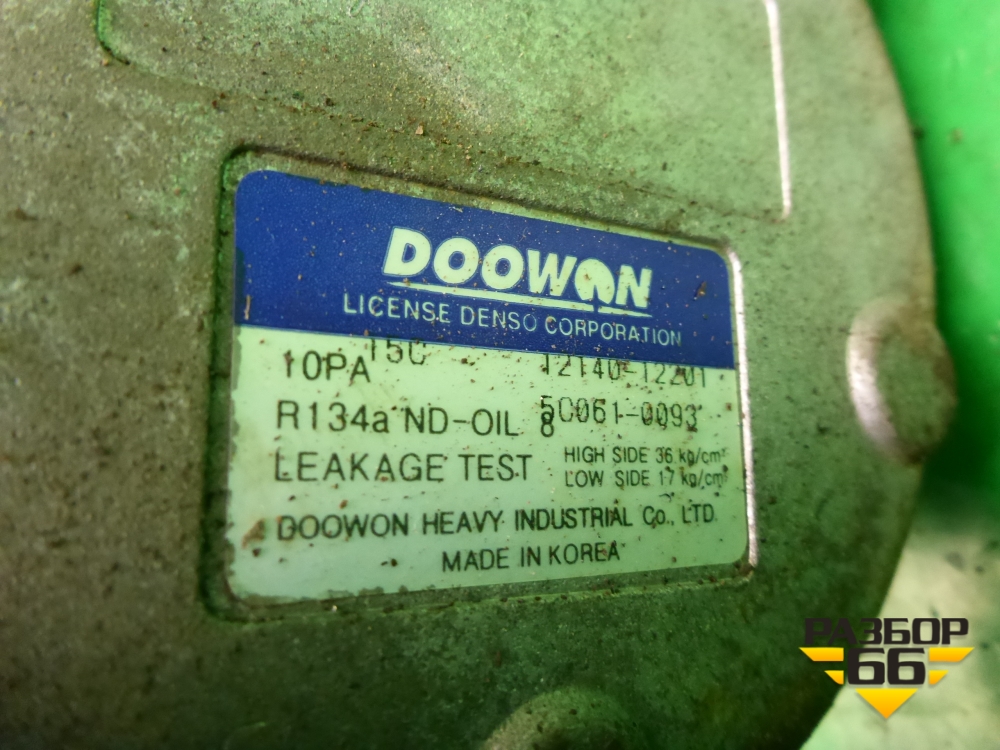 DOOWON
LICENSE DENSO CORPORATION
10PA 15C 12140-12201
R134a ND-OIL 8 5C061-0093
LEAKAGE TEST HIGH SIDE 36 kg/cm²
LOW SIDE 17 kg/cm²
DOOWON HEAVY INDUSTRIAL Co., LTD.
MADE IN KOREA
РАЗБОР
66